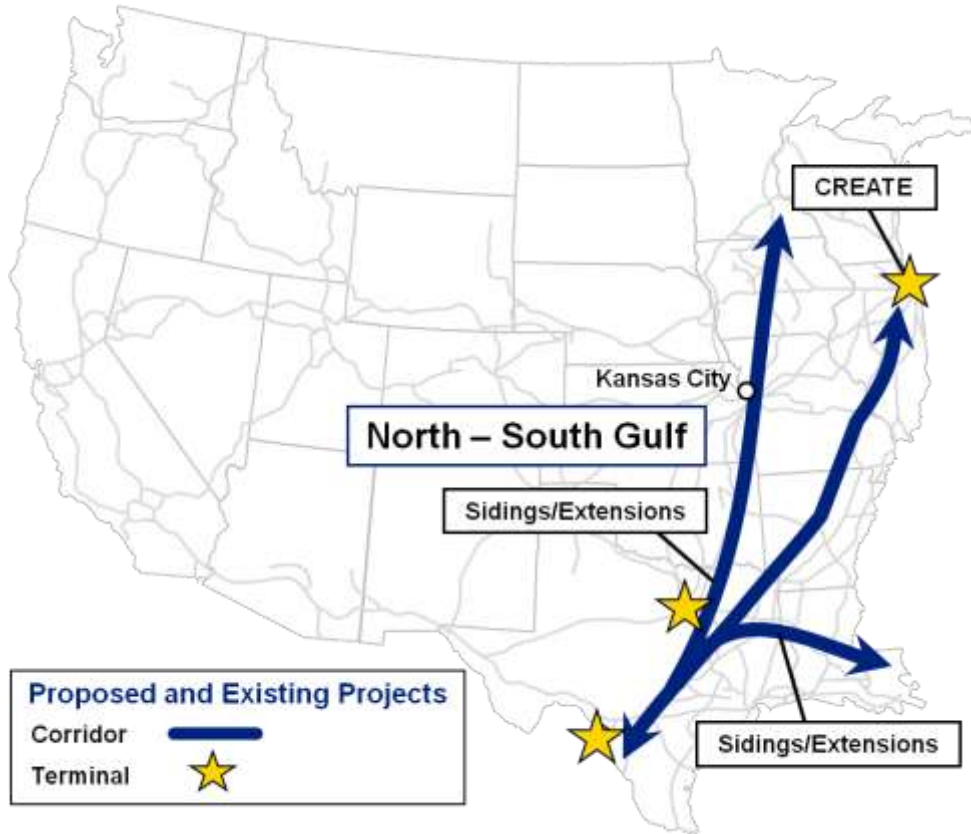 CREATE
Kansas City
North – South Gulf
Sidings/Extensions
Sidings/Extensions
Proposed and Existing Projects
Corridor
Terminal